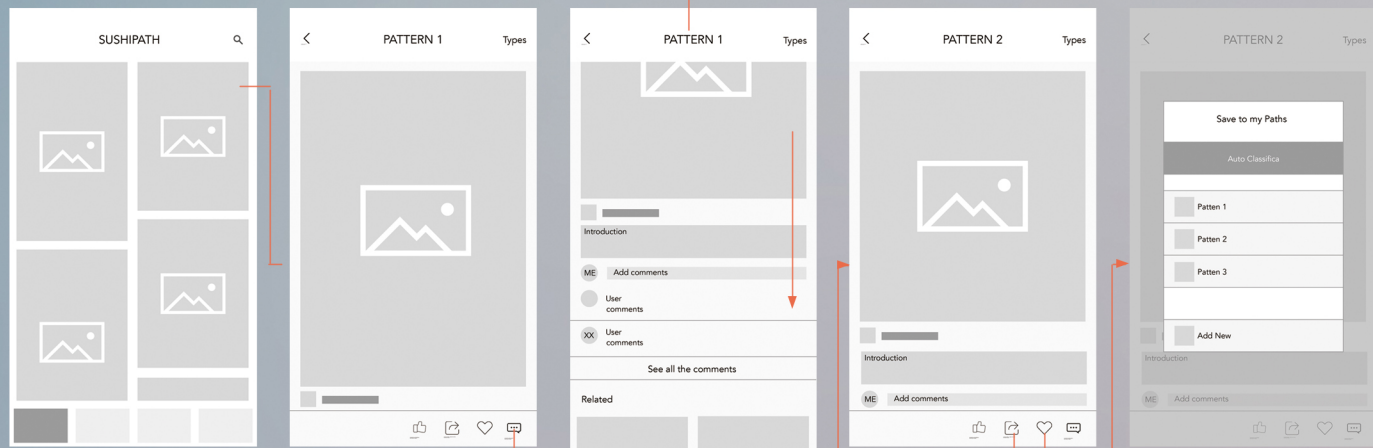 SUSHIPATH
PATTERN 1
Types
PATTERN 1
Types
Introduction
ME
Add comments
User
comments
XX
User
comments
See all the comments
Related
PATTERN 2
Types
Introduction
ME
Add comments
PATTERN 2
Types
Save to my Paths
Auto Classifica
Patten 1
Patten 2
Patten 3
Add New
Introduction
ME
Add comments